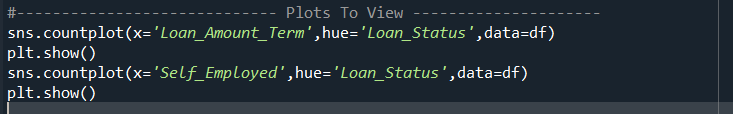 #---------------------------- Plots To View --------------------
sns.countplot(x='Loan_Amount_Term',hue='Loan_Status',data=df)
plt.show()
sns.countplot(x='Self_Employed',hue='Loan_Status',data=df)
plt.show()